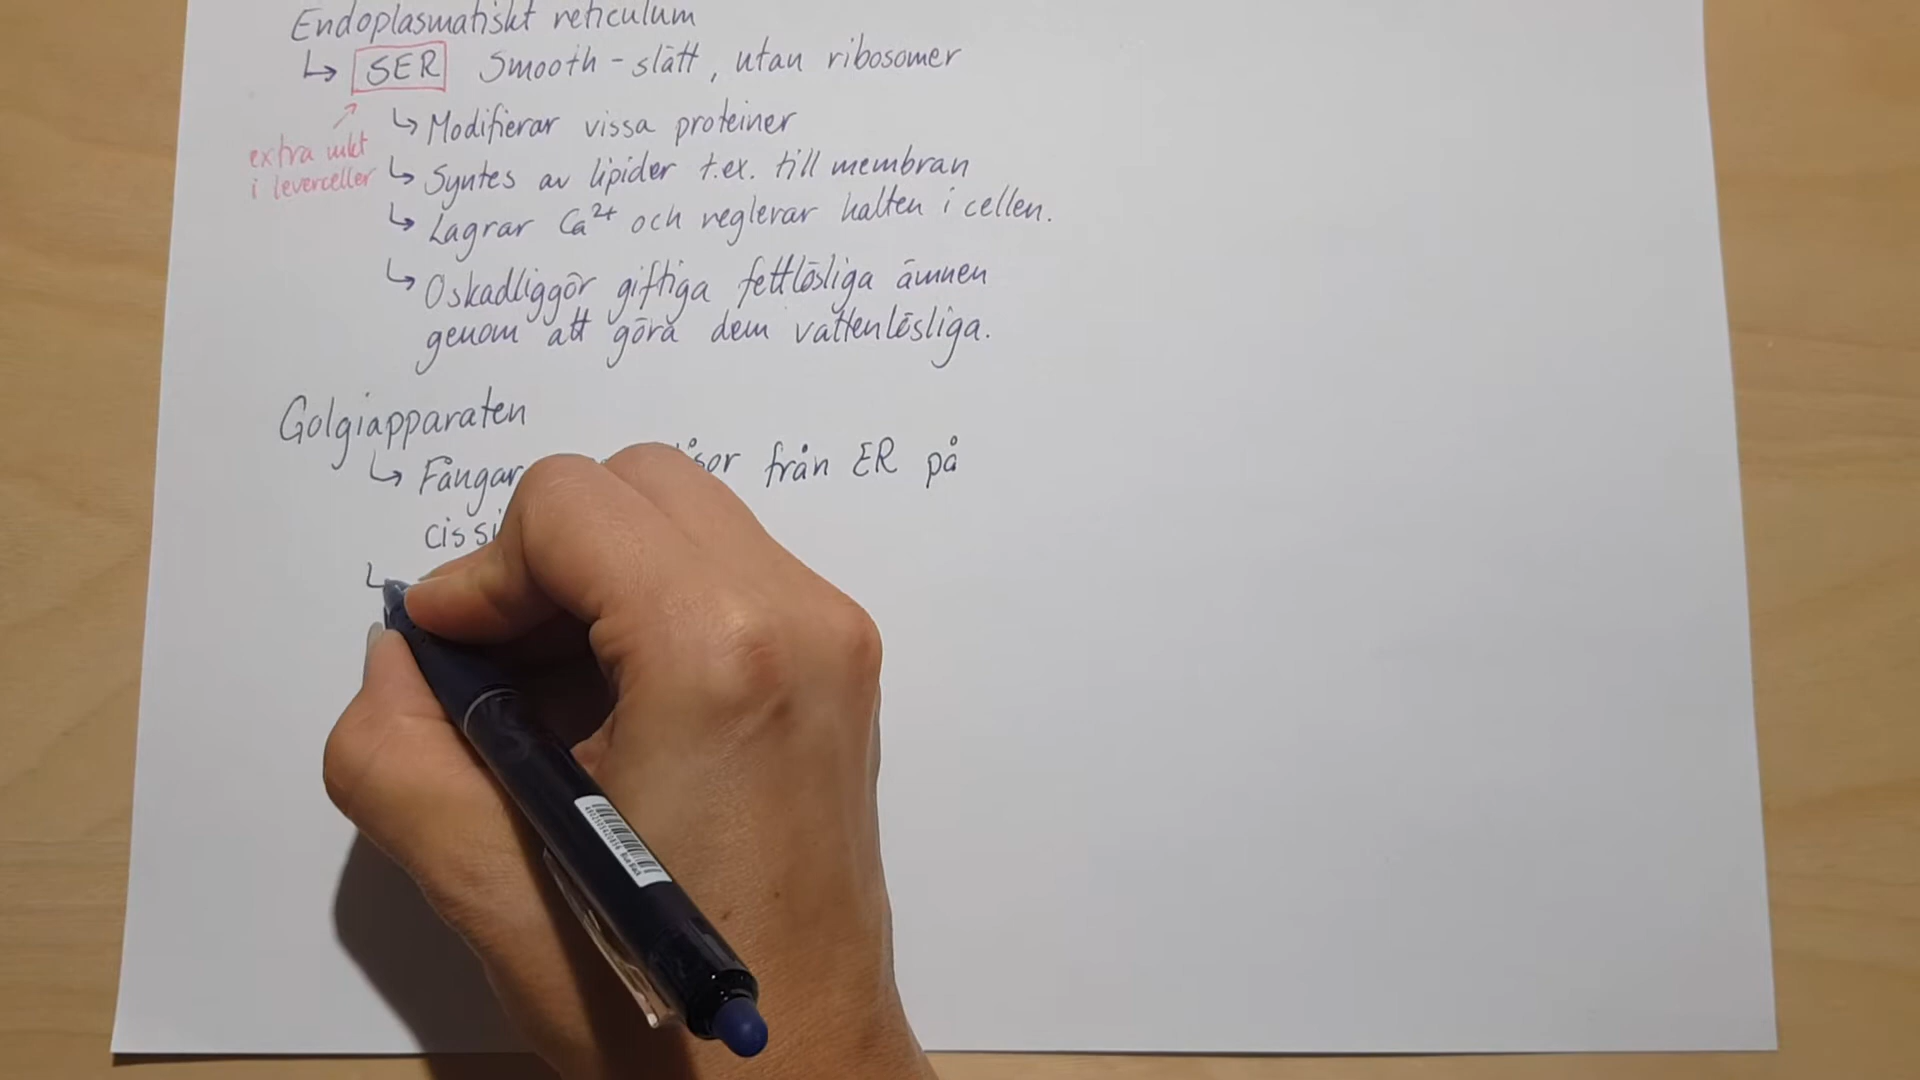 Endoplasmatiskt reticulum
↳ SER Smooth - slätt, utan ribosomer
↳ Modifierar vissa proteiner
extra mkt
i leverceller
↳ Syntes av lipider t.ex. till membran
↳ Lagrar Ca²⁺ och reglerar halten i cellen.
↳ Oskadliggör giftiga fettlösliga ämnen
genom att göra dem vattenlösliga.
Golgiapparaten
↳ Fångar från ER på